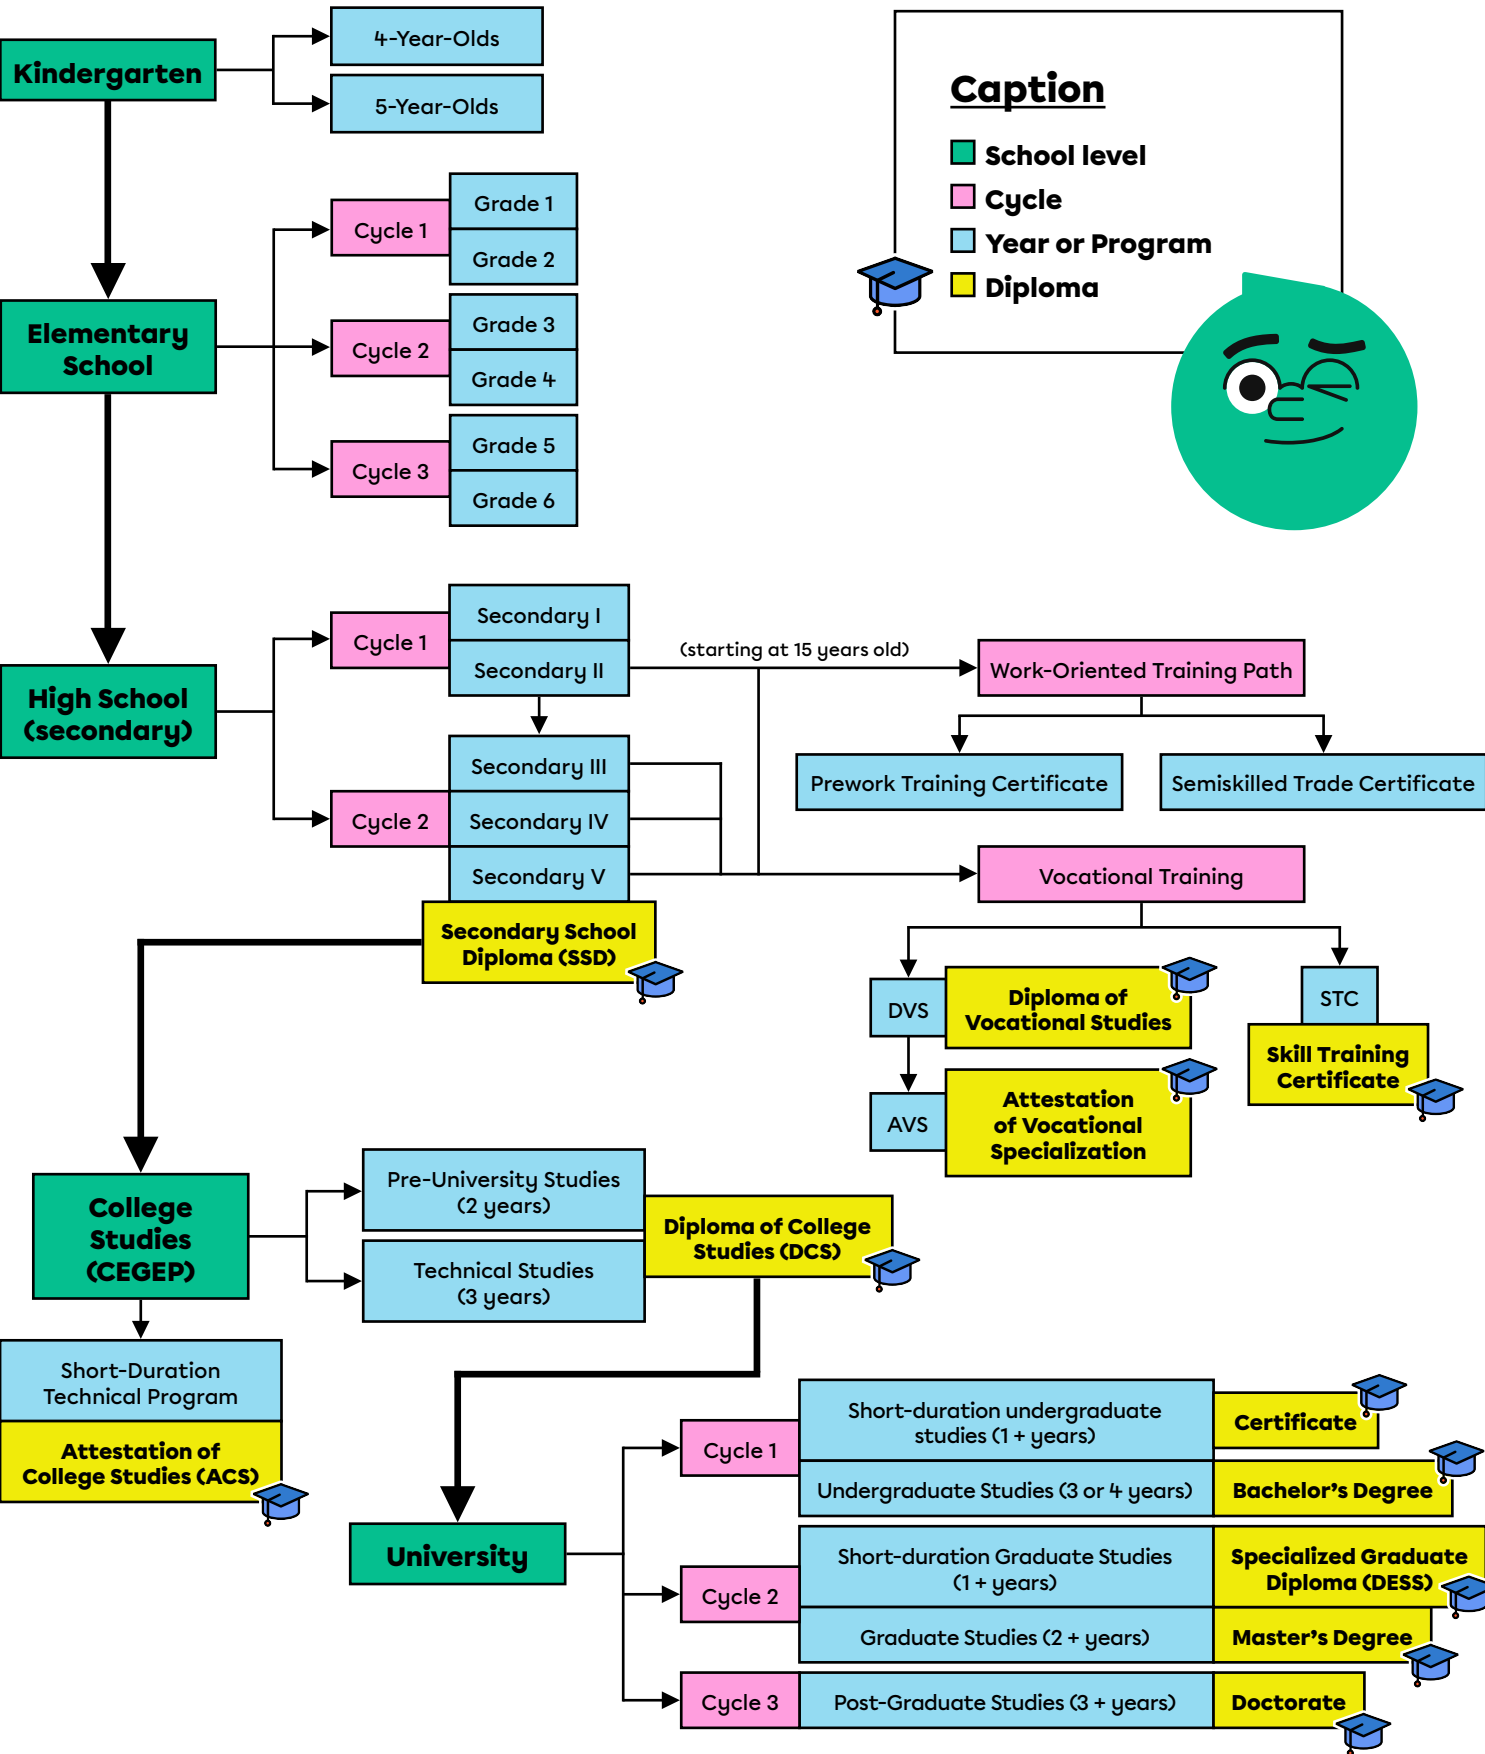 Kindergarten
4-Year-Olds
5-Year-Olds
Caption
School level
Cycle
Year or Program
Diploma
Elementary
School
Cycle 1
Grade 1
Grade 2
Cycle 2
Grade 3
Grade 4
Cycle 3
Grade 5
Grade 6
High School
(secondary)
Cycle 1
Secondary I
Secondary II
(starting at 15 years old)
Work-Oriented Training Path
Prework Training Certificate
Semiskilled Trade Certificate
Cycle 2
Secondary III
Secondary IV
Secondary V
Vocational Training
Secondary School
Diploma (SSD)
DVS
Diploma of
Vocational Studies
STC
Skill Training
Certificate
AVS
Attestation
of Vocational
Specialization
College
Studies
(CEGEP)
Pre-University Studies
(2 years)
Technical Studies
(3 years)
Diploma of College
Studies (DCS)
Short-Duration
Technical Program
Attestation of
College Studies (ACS)
University
Cycle 1
Short-duration undergraduate
studies (1 + years)
Certificate
Undergraduate Studies (3 or 4 years)
Bachelor's Degree
Cycle 2
Short-duration Graduate Studies
(1 + years)
Specialized Graduate
Diploma (DESS)
Graduate Studies (2 + years)
Master's Degree
Cycle 3
Post-Graduate Studies (3 + years)
Doctorate